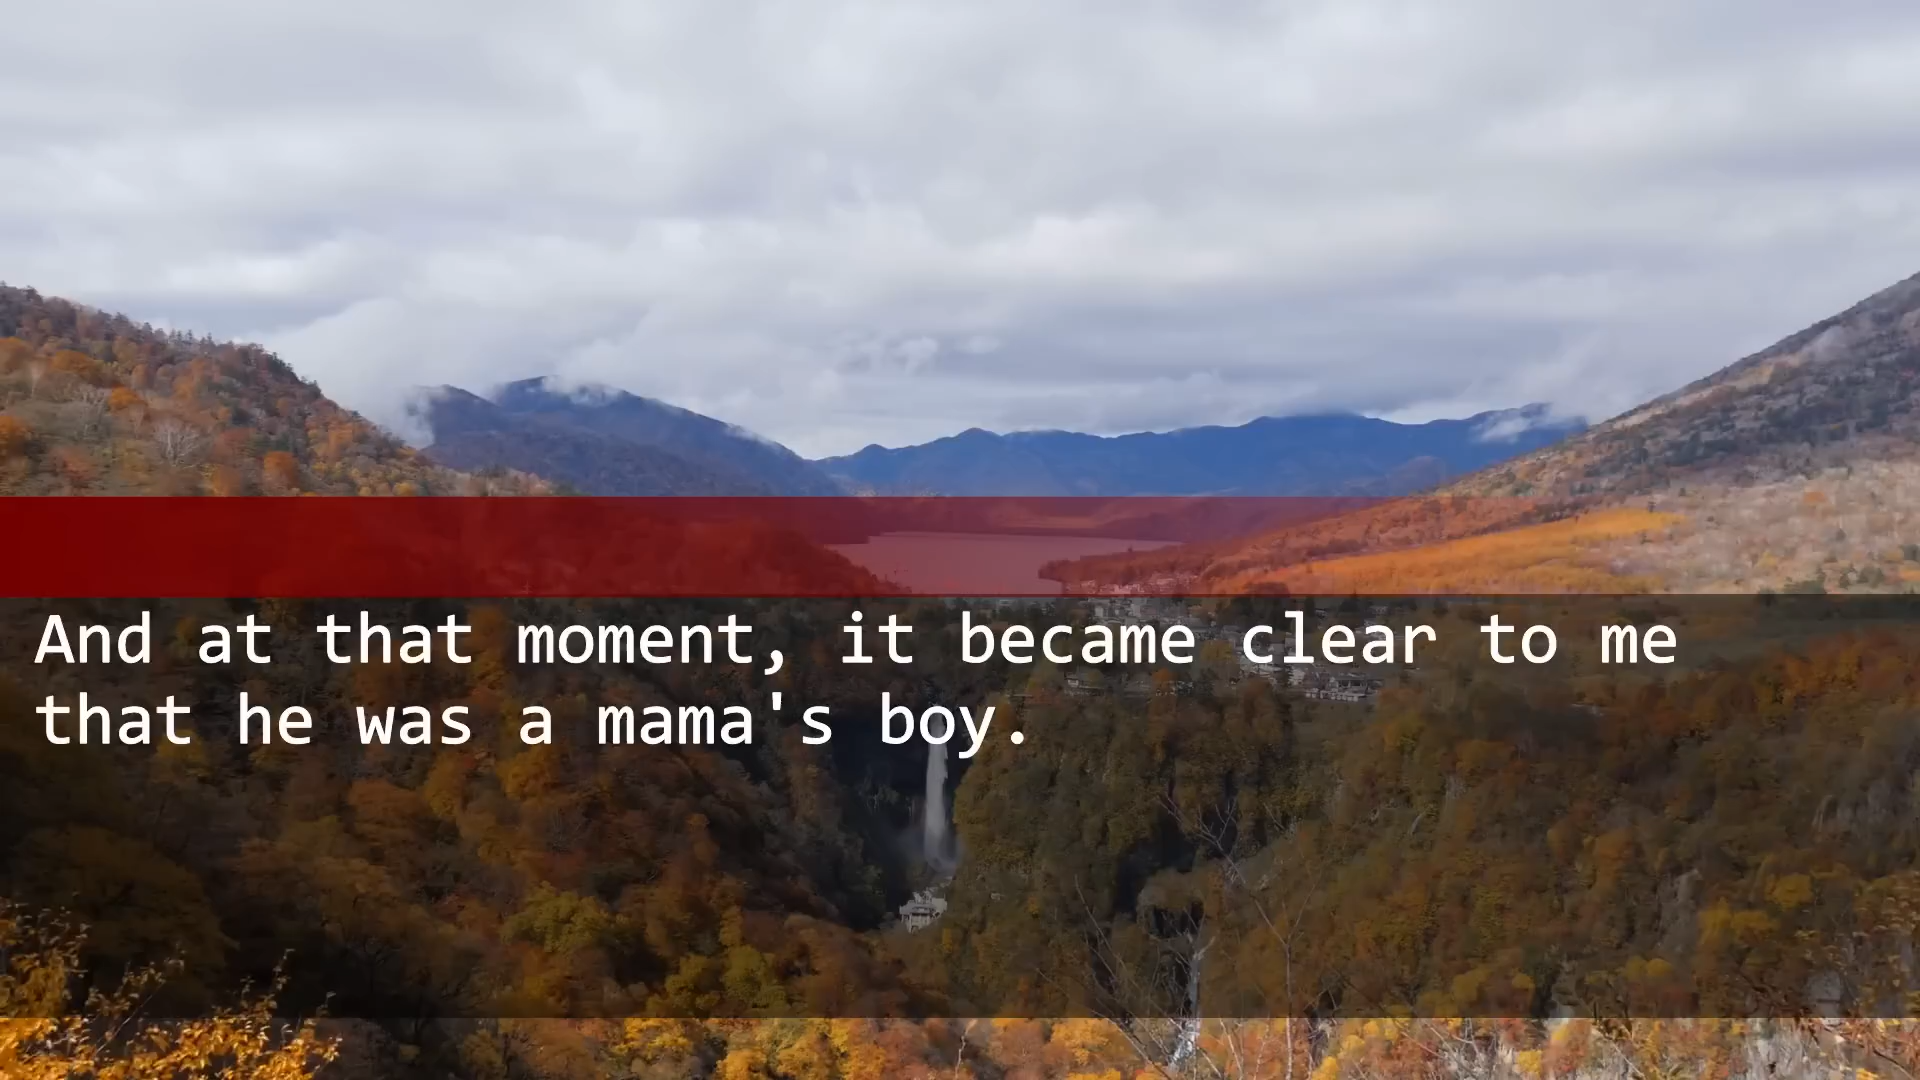 And at that moment, it became clear to me
that he was a mama's boy.